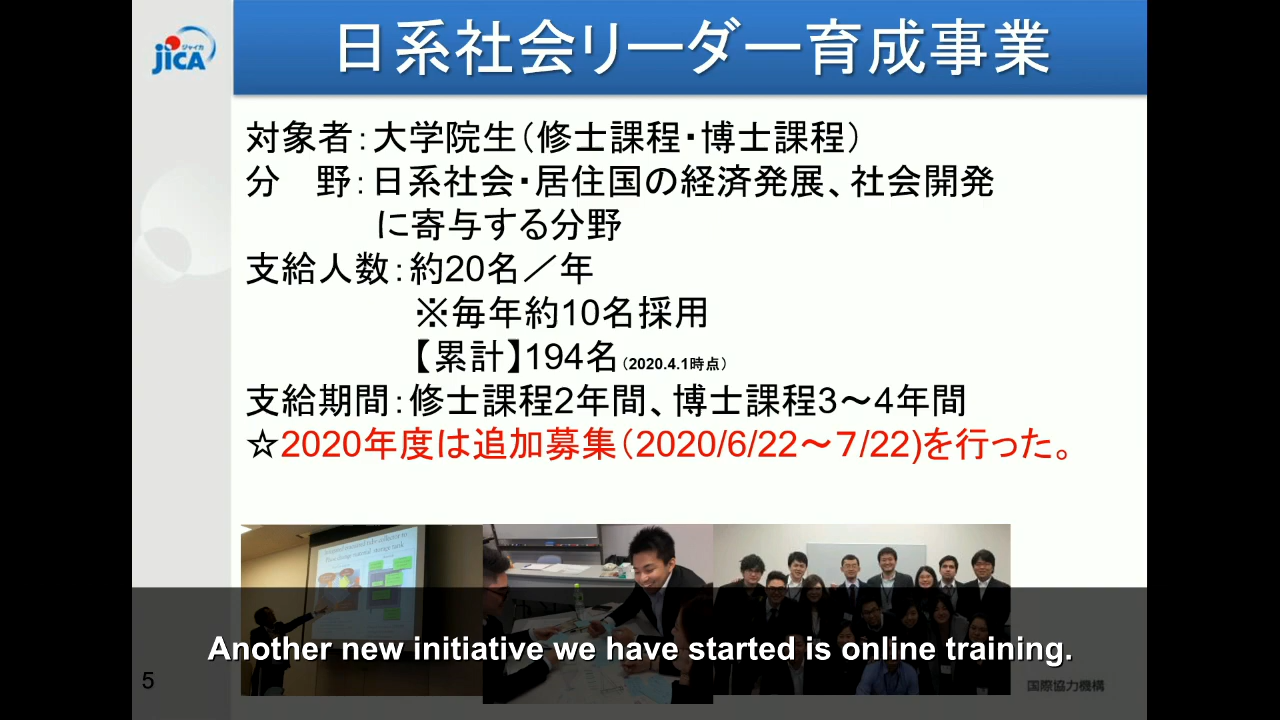 ジャイカ
JICA
日系社会リーダー育成事業
対象者：大学院生（修士課程・博士課程）
分　野：日系社会・居住国の経済発展、社会開発
に寄与する分野
支給人数：約20名／年
※毎年約10名採用
【累計】194名（2020.4.1時点）
支給期間：修士課程2年間、博士課程3～4年間
☆2020年度は追加募集（2020/6/22～７/22)を行った。
Another new initiative we have started is online training.
5
国際協力機構